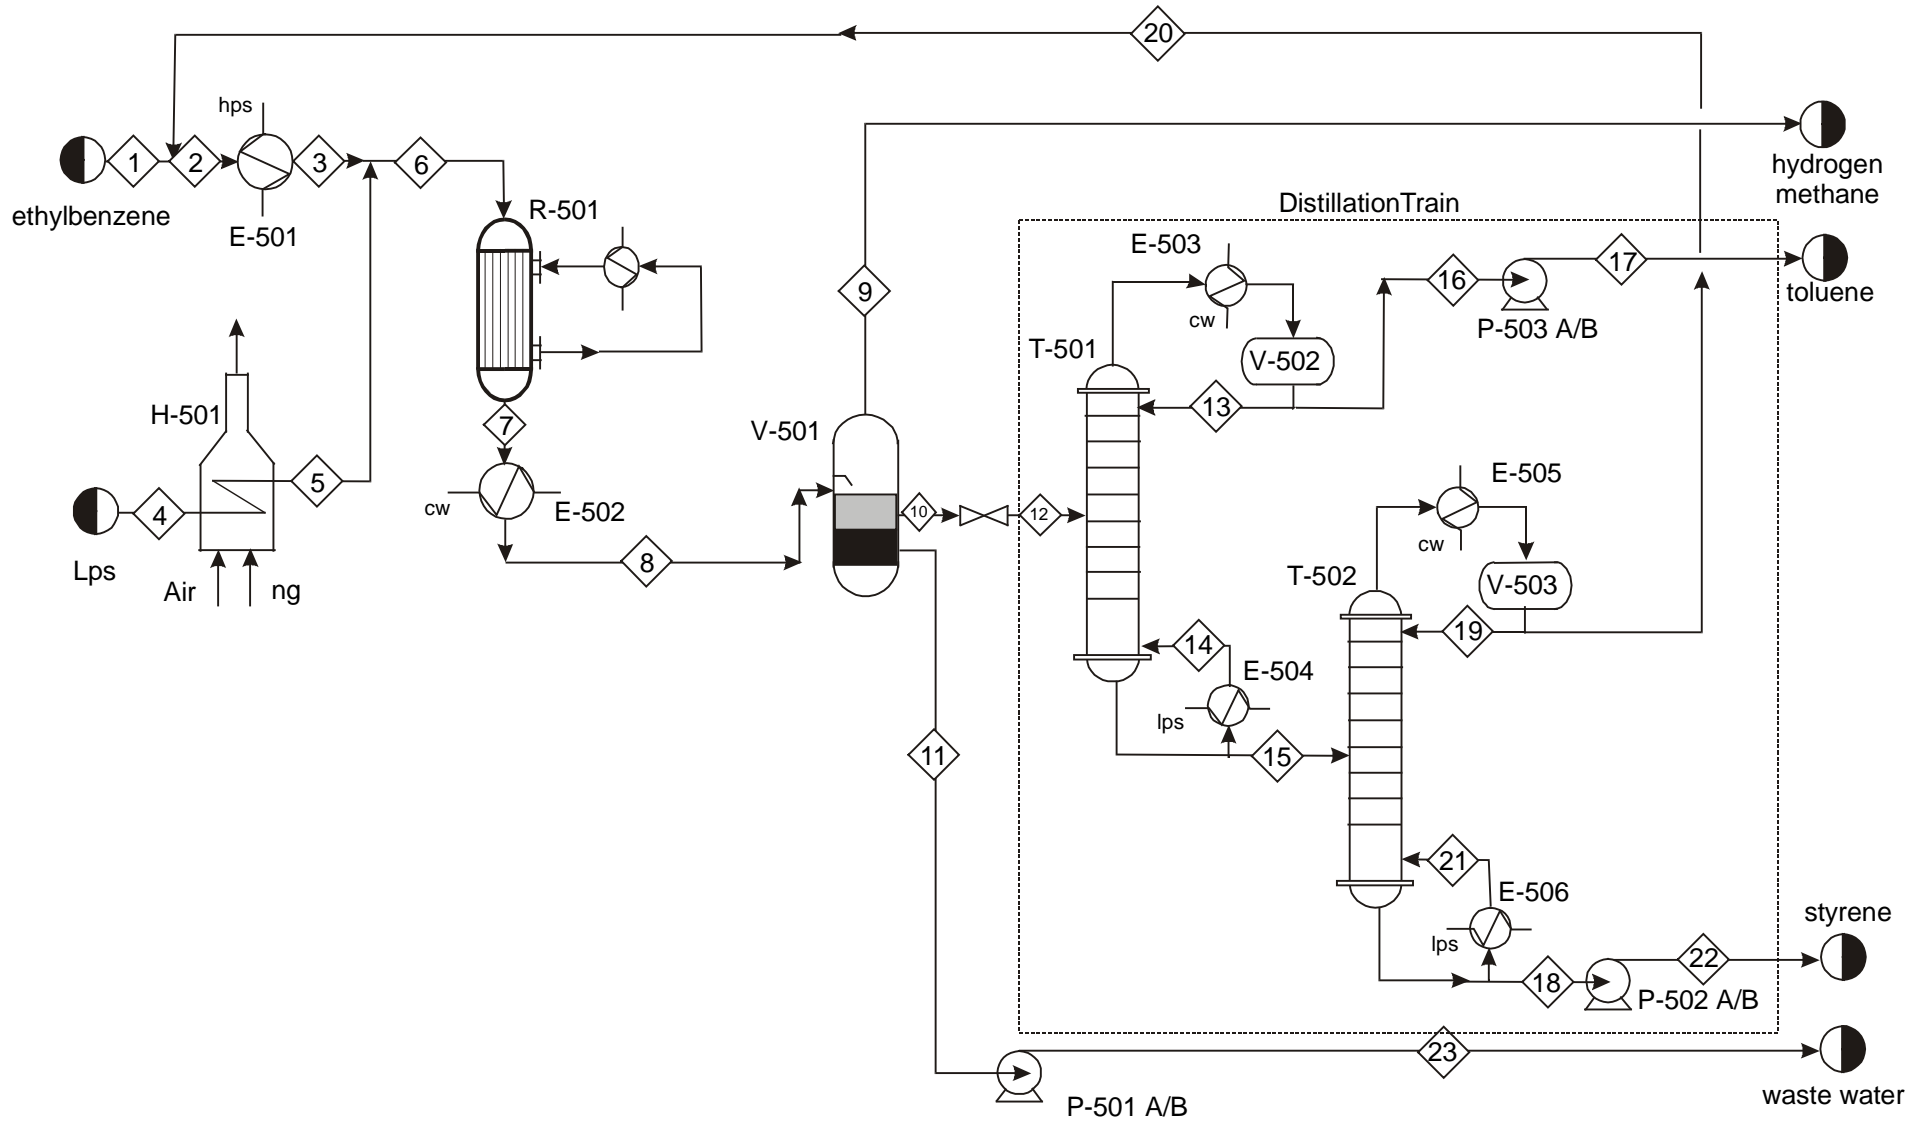 20
hps
1
2
3
6
ethylbenzene
E-501
R-501
hydrogen
methane
DistillationTrain
E-503
cw
9
16
17
toluene
P-503 A/B
T-501
V-502
13
H-501
7
V-501
5
4
Lps
Air
ng
cw
E-502
8
10
12
E-505
cw
T-502
V-503
19
14
E-504
lps
15
11
21
E-506
lps
18
22
styrene
P-502 A/B
23
waste water
P-501 A/B